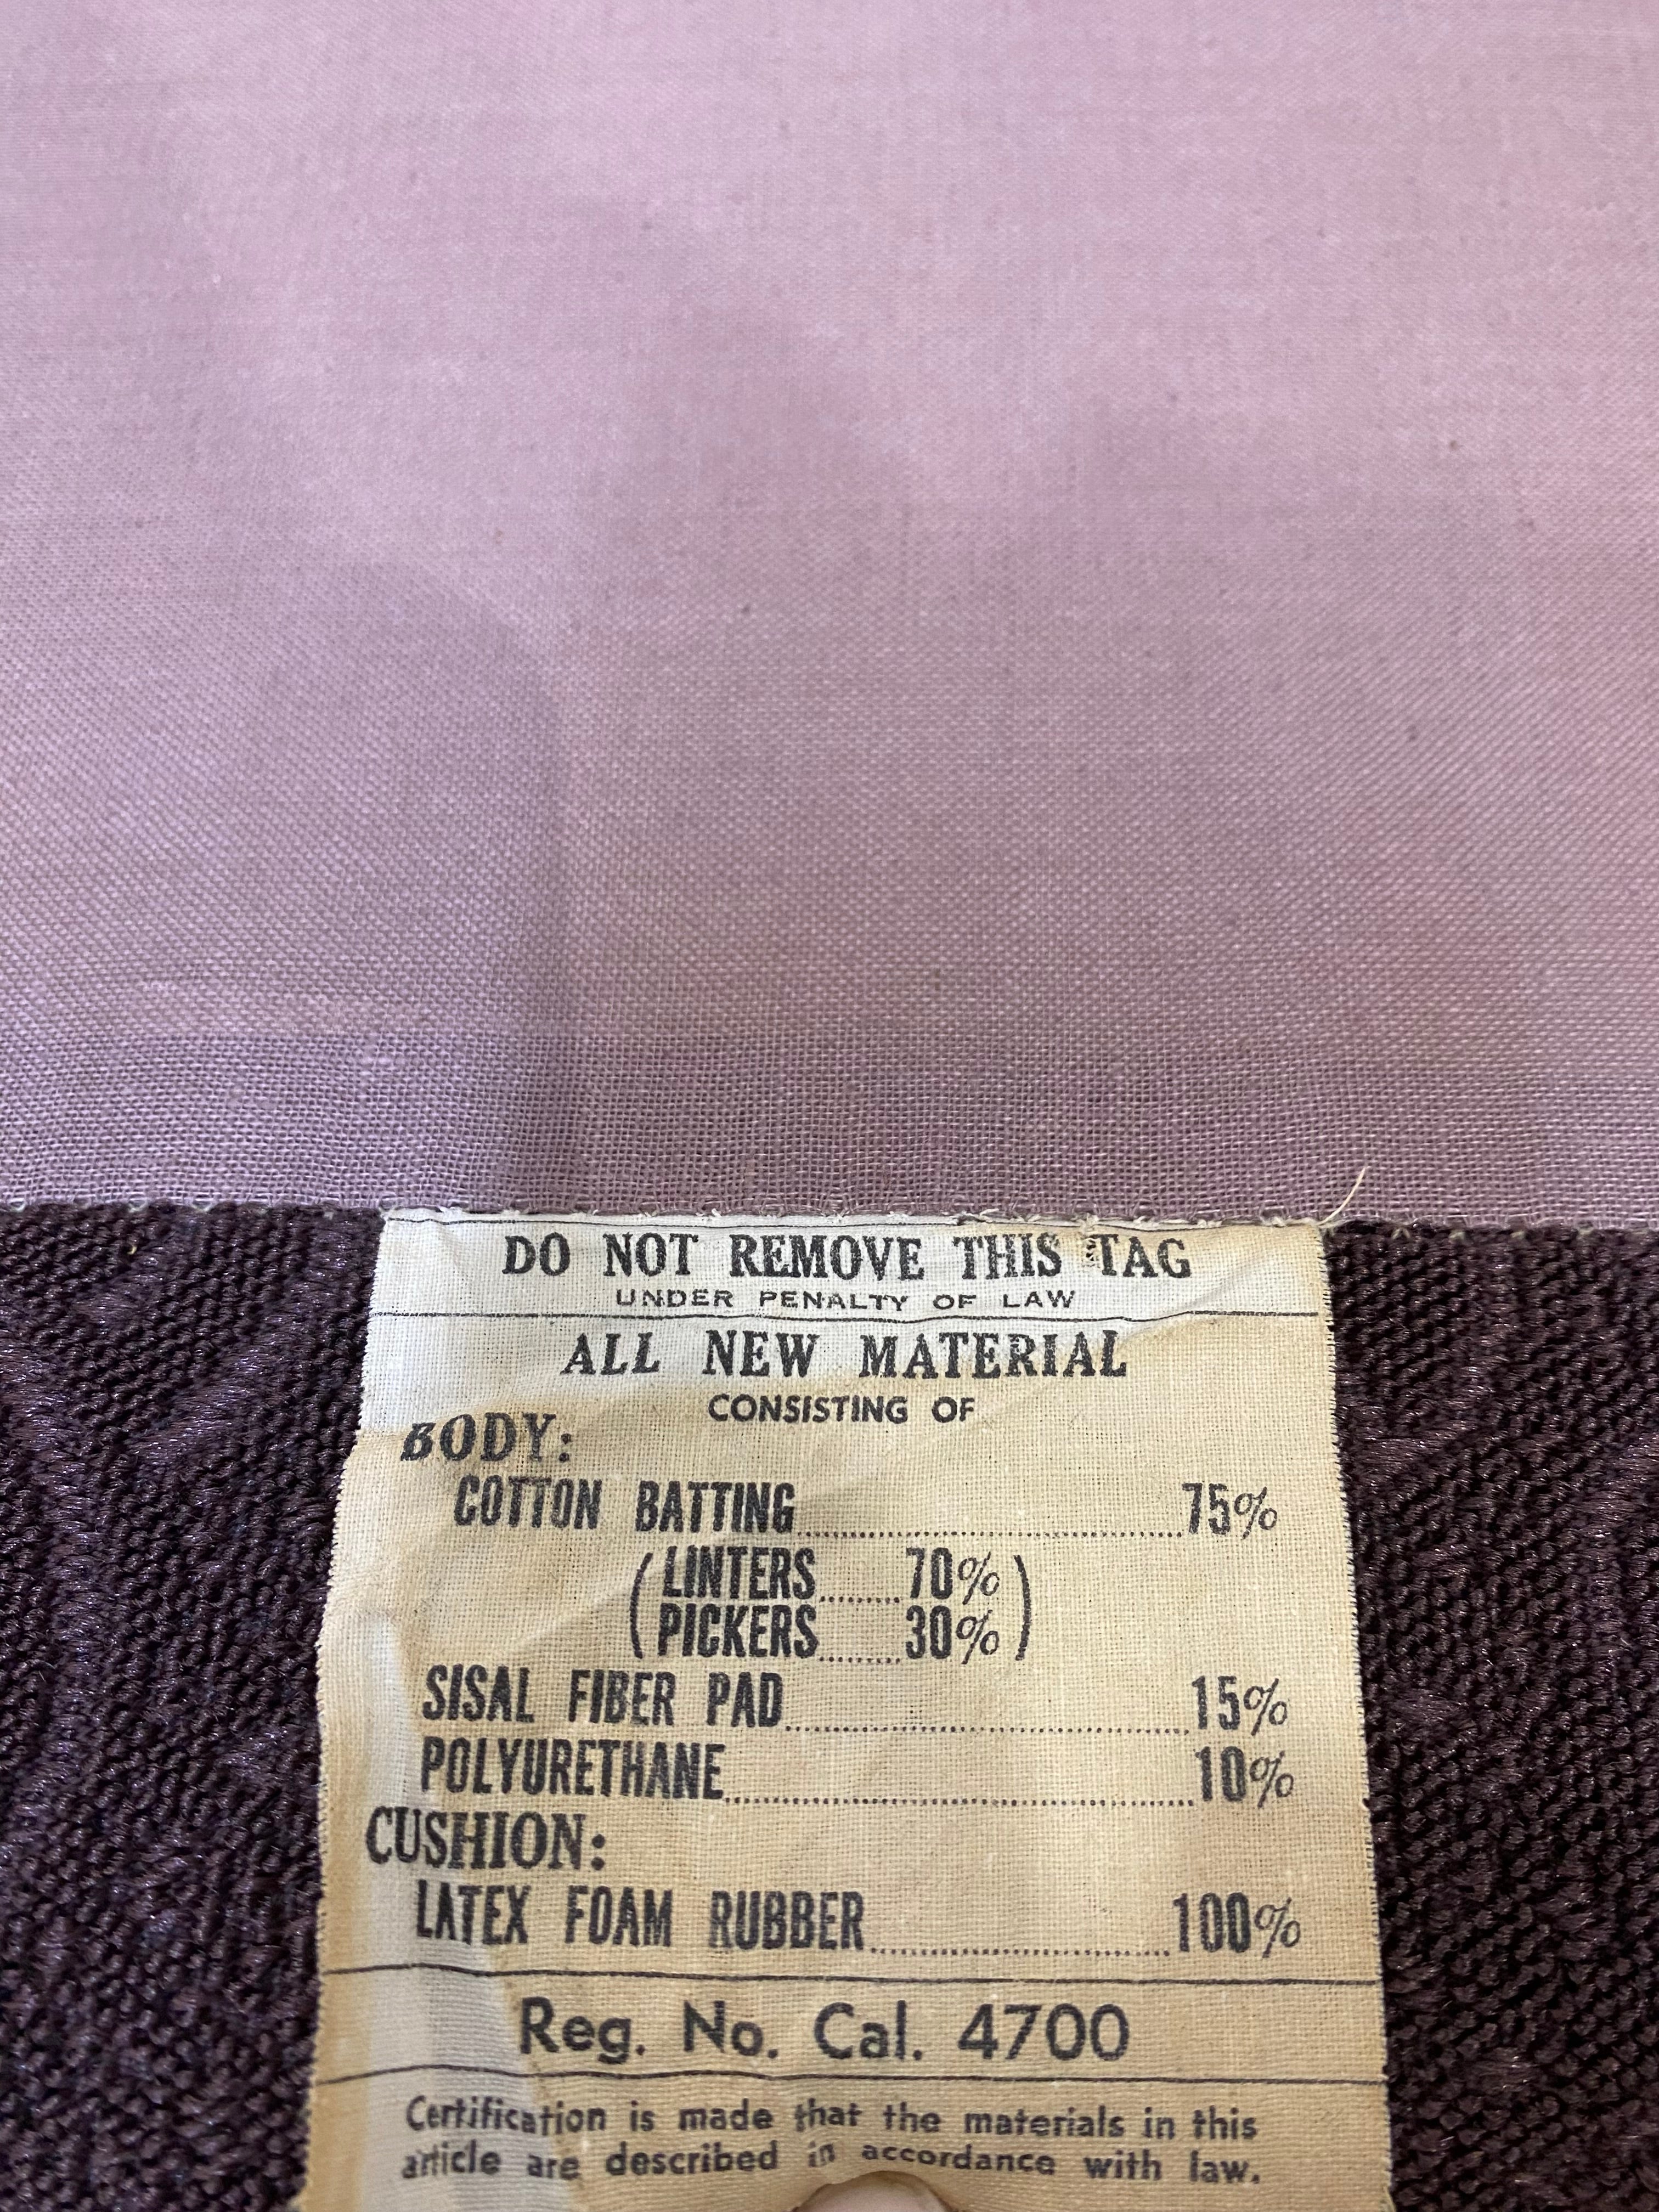 DO NOT REMOVE THIS TAG
UNDER PENALTY OF LAW
ALL NEW MATERIAL
CONSISTING OF
BODY:
COTTON BATTING..........75%
(LINTERS.....70%)
(PICKERS.....30%)
SISAL FIBER PAD..........15%
POLYURETHANE..........10%
CUSHION:
LATEX FOAM RUBBER..........100%
Reg. No. Cal. 4700
Certification is made that the materials in this
article are described in accordance with law.